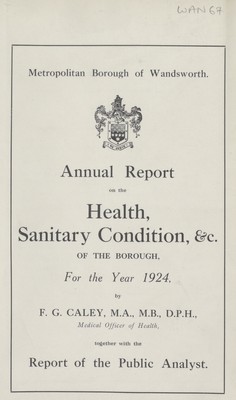 WAN 67
Metropolitan Borough of Wandsworth.
Annual Report
on the
Health,
Sanitary Condition, &c.
OF THE BOROUGH,
For the Year 1924,
by
F. G. CALEY, M.A., M.B., D.P.H.,
Medical Officer of Health,
together with the
Report of the Public Analyst.